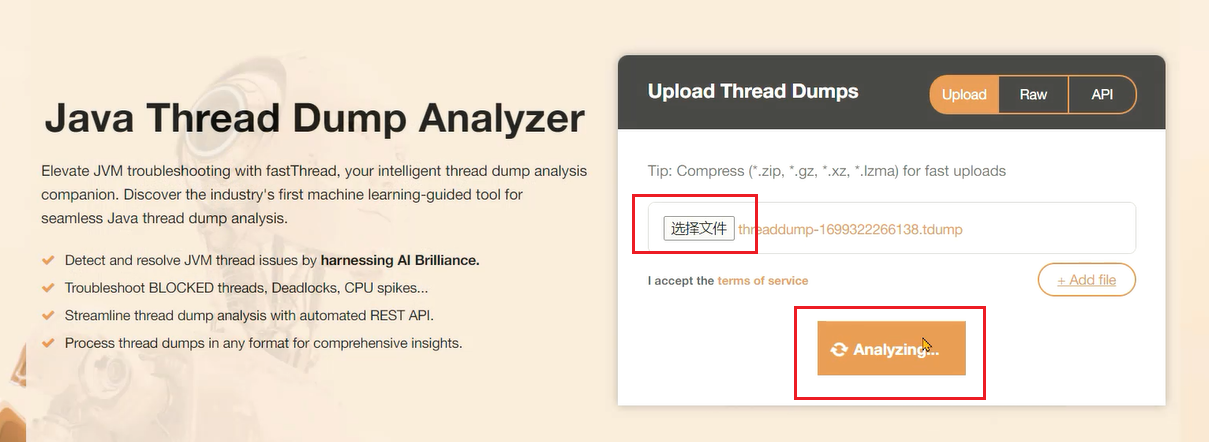 Java Thread Dump Analyzer
Elevate JVM troubleshooting with fastThread, your intelligent thread dump analysis
companion. Discover the industry's first machine learning-guided tool for
seamless Java thread dump analysis.
Detect and resolve JVM thread issues by harnessing AI Brilliance.
Troubleshoot BLOCKED threads, Deadlocks, CPU spikes...
Streamline thread dump analysis with automated REST API.
Process thread dumps in any format for comprehensive insights.
Upload Thread Dumps
Upload Raw API
Tip: Compress (*.zip, *.gz, *.xz, *.lzma) for fast uploads
选择文件 threaddump-1699322266138.tdump
I accept the terms of service
+ Add file
Analyzing...